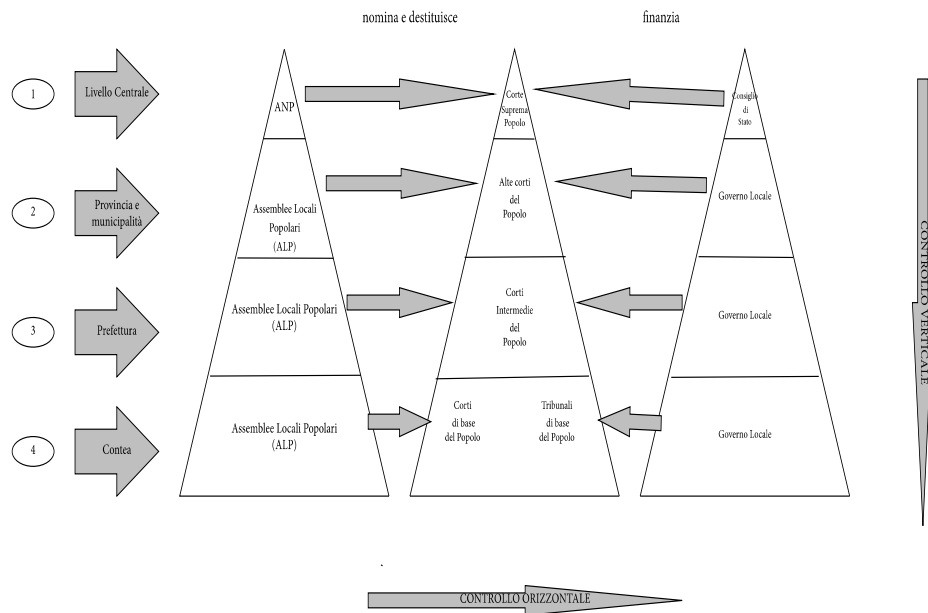 nomina e destituisce
finanzia
1
Livello Centrale
ANP
Corte
Suprema
Popolo
Consiglio
di
Stato
2
Provincia e
municipalità
Assemblee Locali
Popolari
(ALP)
Alte corti
del
Popolo
Governo Locale
3
Prefettura
Assemblee Locali Popolari
(ALP)
Corti
Intermedie
del
Popolo
Governo Locale
4
Contea
Assemblee Locali Popolari
(ALP)
Corti
di base
del Popolo
Tribunali
di base
del Popolo
Governo Locale
CONTROLLO VERTICALE
.
CONTROLLO ORIZZONTALE